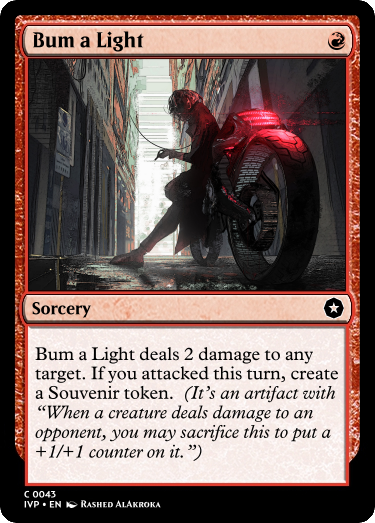 Bum a Light
Sorcery
Bum a Light deals 2 damage to any
target. If you attacked this turn, create
a Souvenir token. (It's an artifact with
“When a creature deals damage to an
opponent, you may sacrifice this to put a
+1/+1 counter on it.”)
C 0043
IVP • EN Rashed AlAkroka